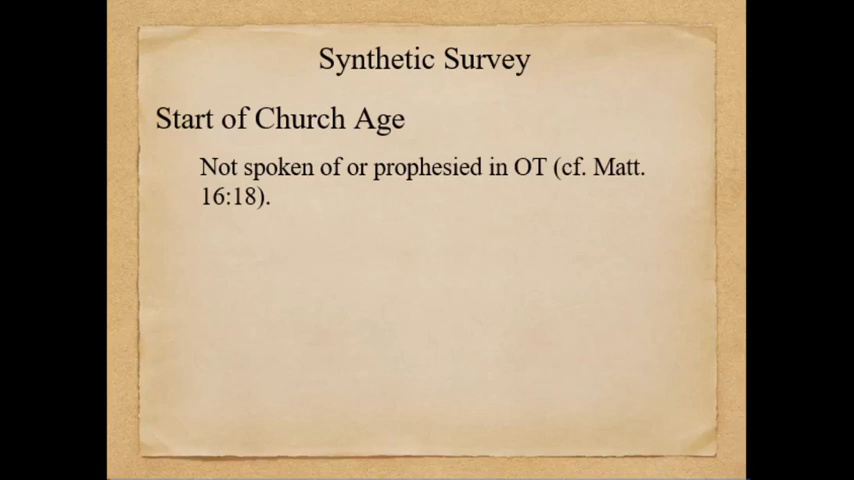 Synthetic Survey
Start of Church Age
Not spoken of or prophesied in OT (cf. Matt.
16:18).